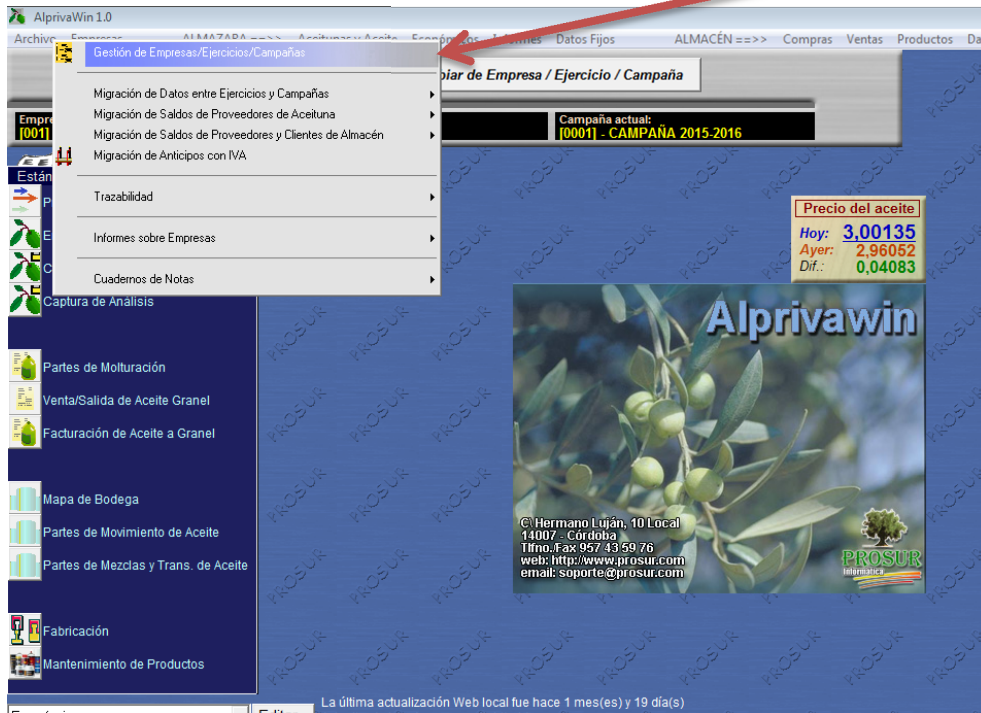 AlprivaWin 1.0
Archivo Empresas ALMAZARA ==>> Aceitunas y Aceite Económicos Informes Datos Fijos ALMACÉN ==>> Compras Ventas Productos Da
Gestión de Empresas/Ejercicios/Campañas
biar de Empresa / Ejercicio / Campaña
Migración de Datos entre Ejercicios y Campañas
Migración de Saldos de Proveedores de Aceituna
Migración de Saldos de Proveedores y Clientes de Almacén
Migración de Anticipos con IVA
Trazabilidad
Informes sobre Empresas
Cuadernos de Notas
Empre
[001]
Campaña actual:
[0001] - CAMPAÑA 2015-2016
Están
P
E
C
Captura de Análisis
Partes de Molturación
Venta/Salida de Aceite Granel
Facturación de Aceite a Granel
Mapa de Bodega
Partes de Movimiento de Aceite
Partes de Mezclas y Trans. de Aceite
Fabricación
Mantenimiento de Productos
Precio del aceite
Hoy: 3,00135
Ayer: 2,96052
Dif.: 0,04083
Alprivawin
C\ Hermano Luján, 10 Local
14007 - Córdoba
Tlfno./Fax 957 43 59 76
web: http://www.prosur.com
email: soporte@prosur.com
PROSUR
Informática
La última actualización Web local fue hace 1 mes(es) y 19 día(s)